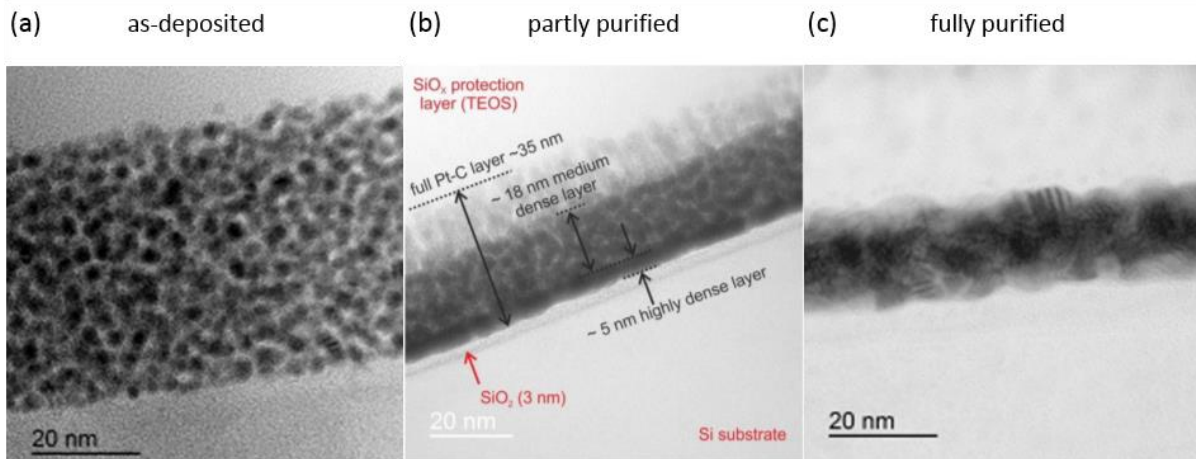 (a) as-deposited
(b) partly purified
(c) fully purified
SiOₓ protection
layer (TEOS)
full Pt-C layer ~35 nm
~ 18 nm medium
dense layer
~ 5 nm highly dense layer
SiO₂ (3 nm)
Si substrate
20 nm
20 nm
20 nm